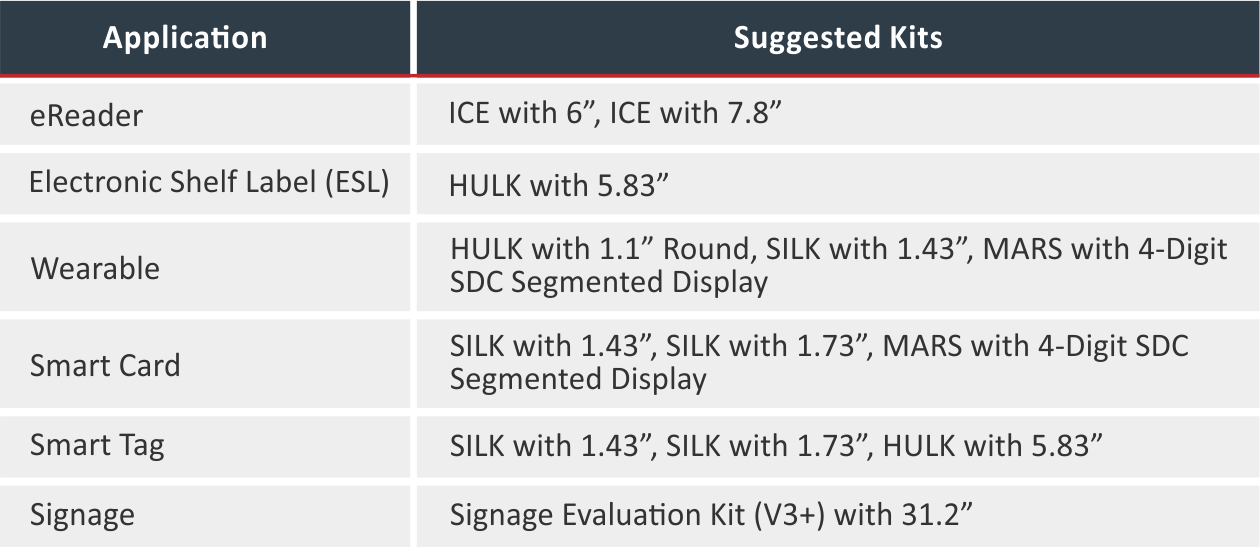 Application
Suggested Kits
eReader
ICE with 6”, ICE with 7.8”
Electronic Shelf Label (ESL)
HULK with 5.83”
Wearable
HULK with 1.1” Round, SILK with 1.43”, MARS with 4-Digit
SDC Segmented Display
Smart Card
SILK with 1.43”, SILK with 1.73”, MARS with 4-Digit SDC
Segmented Display
Smart Tag
SILK with 1.43”, SILK with 1.73”, HULK with 5.83”
Signage
Signage Evaluation Kit (V3+) with 31.2”